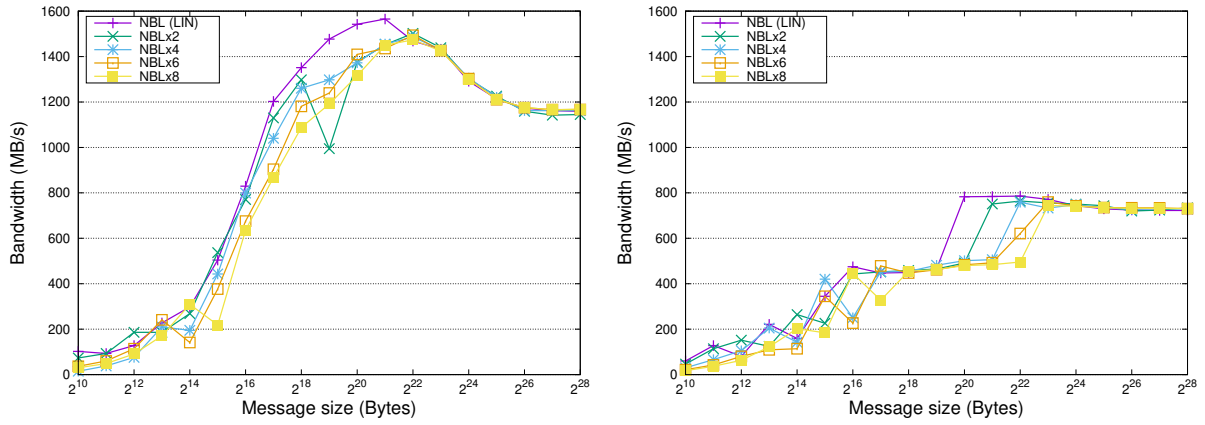 1600
1400
1200
1000
800
600
400
200
0
Bandwidth (MB/s)
NBL (LIN)
NBLx2
NBLx4
NBLx6
NBLx8
2^10 2^12 2^14 2^16 2^18 2^20 2^22 2^24 2^26 2^28
Message size (Bytes)
1600
1400
1200
1000
800
600
400
200
0
Bandwidth (MB/s)
NBL (LIN)
NBLx2
NBLx4
NBLx6
NBLx8
2^10 2^12 2^14 2^16 2^18 2^20 2^22 2^24 2^26 2^28
Message size (Bytes)